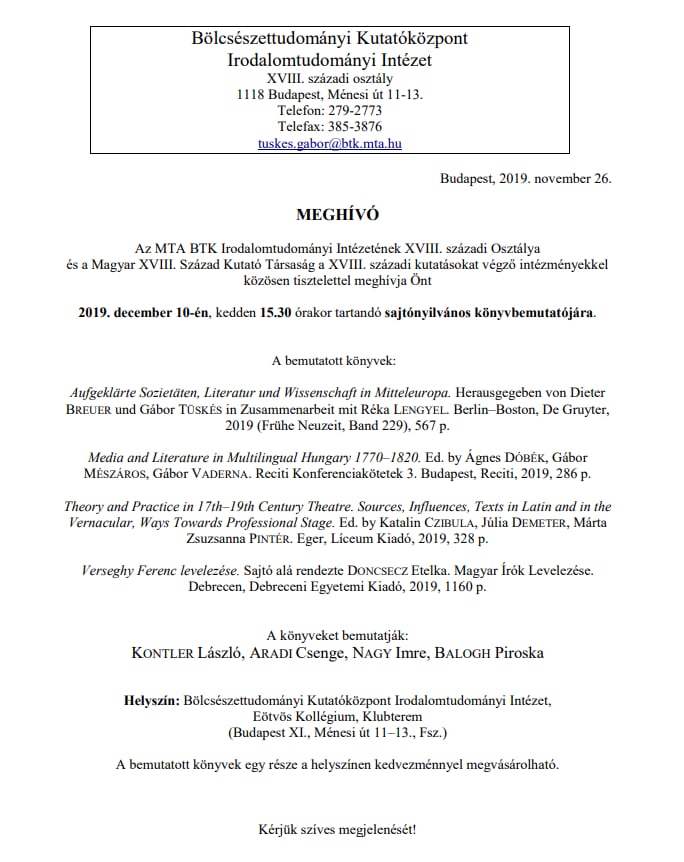 Bölcsészettudományi Kutatóközpont
Irodalomtudományi Intézet
XVIII. századi osztály
1118 Budapest, Ménesi út 11-13.
Telefon: 279-2773
Telefax: 385-3876
tuskes.gabor@btk.mta.hu
Budapest, 2019. november 26.
MEGHÍVÓ
Az MTA BTK Irodalomtudományi Intézetének XVIII. századi Osztálya
és a Magyar XVIII. Század Kutató Társaság a XVIII. századi kutatásokat végző intézményekkel
közösen tisztelettel meghívja Önt
2019. december 10-én, kedden 15.30 órakor tartandó sajtónyilvános könyvbemutatójára.
A bemutatott könyvek:
Aufgeklärte Sozietäten, Literatur und Wissenschaft in Mitteleuropa. Herausgegeben von Dieter
BREUER und Gábor TÜSKÉS in Zusammenarbeit mit Réka LENGYEL. Berlin–Boston, De Gruyter,
2019 (Frühe Neuzeit, Band 229), 567 p.
Media and Literature in Multilingual Hungary 1770–1820. Ed. by Ágnes DÓBÉK, Gábor
MÉSZÁROS, Gábor VADERNA. Reciti Konferenciakötetek 3. Budapest, Reciti, 2019, 286 p.
Theory and Practice in 17th–19th Century Theatre. Sources, Influences, Texts in Latin and in the
Vernacular, Ways Towards Professional Stage. Ed. by Katalin CZIBULA, Júlia DEMETER, Márta
Zsuzsanna PINTÉR. Eger, Líceum Kiadó, 2019, 328 p.
Verseghy Ferenc levelezése. Sajtó alá rendezte DONCSECZ Etelka. Magyar Írók Levelezése.
Debrecen, Debreceni Egyetemi Kiadó, 2019, 1160 p.
A könyveket bemutatják:
KONTLER László, ARADI Csenge, NAGY Imre, BALOGH Piroska
Helyszín: Bölcsészettudományi Kutatóközpont Irodalomtudományi Intézet,
Eötvös Kollégium, Klubterem
(Budapest XI., Ménesi út 11–13., Fsz.)
A bemutatott könyvek egy része a helyszínen kedvezménnyel megvásárolható.
Kérjük szíves megjelenését!